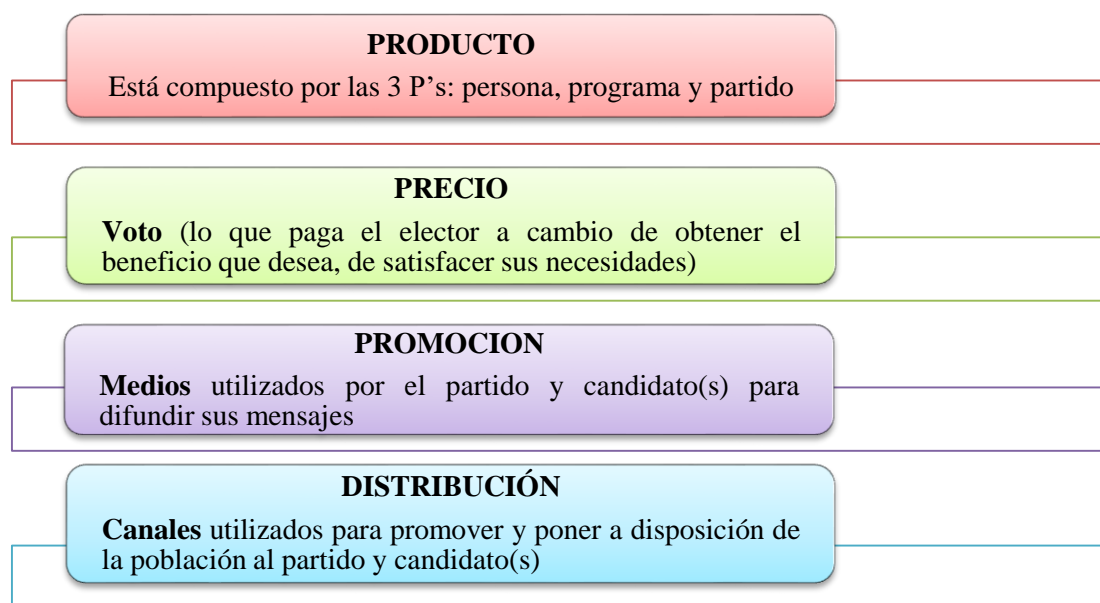 PRODUCTO
Está compuesto por las 3 P’s: persona, programa y partido
PRECIO
Voto (lo que paga el elector a cambio de obtener el
beneficio que desea, de satisfacer sus necesidades)
PROMOCION
Medios utilizados por el partido y candidato(s) para
difundir sus mensajes
DISTRIBUCIÓN
Canales utilizados para promover y poner a disposición de
la población al partido y candidato(s)